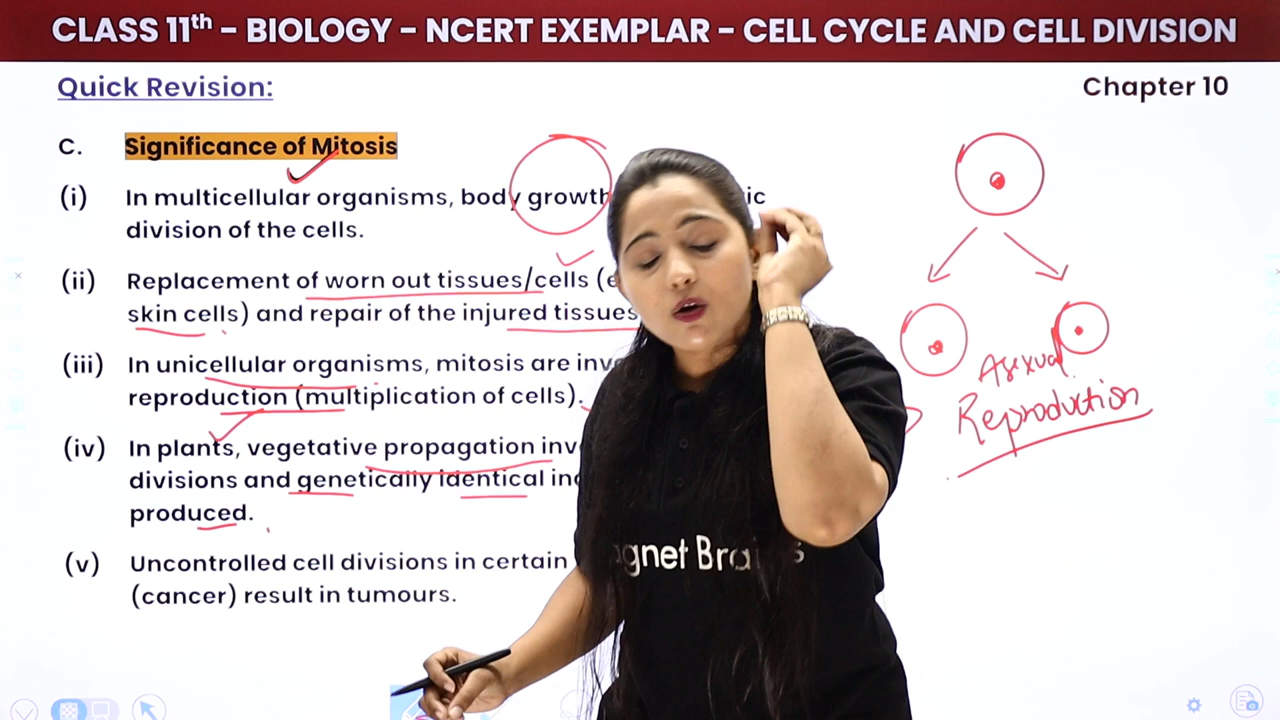 CLASS 11th – BIOLOGY – NCERT EXEMPLAR – CELL CYCLE AND CELL DIVISION
Quick Revision:
Chapter 10
C. Significance of Mitosis
(i) In multicellular organisms, body growth
division of the cells.
(ii) Replacement of worn out tissues/cells
skin cells) and repair of the injured tissues
(iii) In unicellular organisms, mitosis are
reproduction (multiplication of cells).
(iv) In plants, vegetative propagation
divisions and genetically identical
produced.
(v) Uncontrolled cell divisions in certain
(cancer) result in tumours.
Asexual
Reproduction